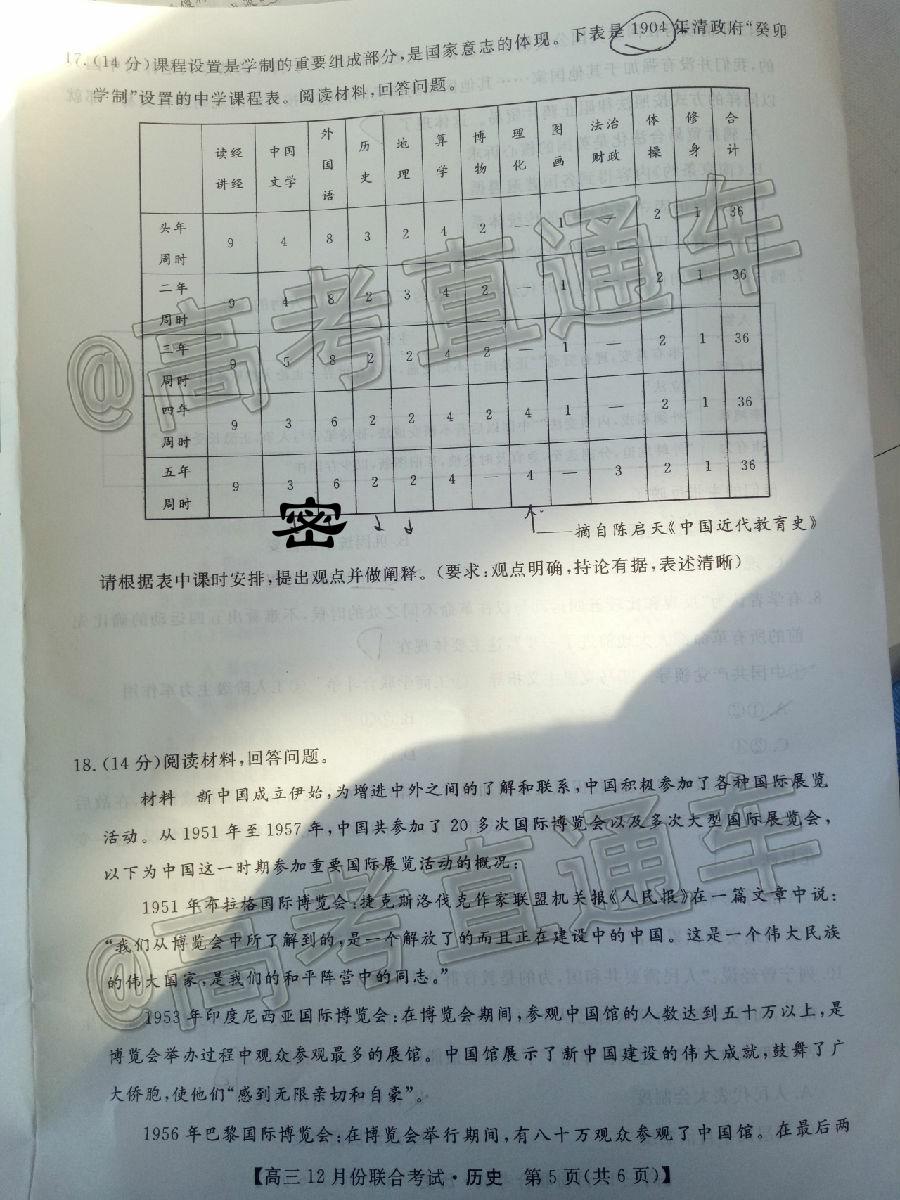 17.(14分)课程设置是学制的重要组成部分,是国家意志的体现。下表是1904年清政府“癸卯
学制”设置的中学课程表。阅读材料,回答问题。
读经讲经 中国文学 外国语 历史 地理 算学 博物 理化 图画 法治财政 体操 修身 合计
头年周时 9 4 8 3 2 4 2 — 1 — 2 1 36
二年周时 9 4 8 2 3 4 2 — 1 — 2 1 36
三年周时 9 5 8 2 2 4 2 1 — 2 1 36
四年周时 9 3 6 2 2 4 2 4 1 — 2 1 36
五年周时 9 3 6 2 2 4 — 4 — 3 2 1 36
密
——摘自陈启天《中国近代教育史》
请根据表中课时安排,提出观点并做阐释。(要求:观点明确,持论有据,表述清晰)
18.(14分)阅读材料,回答问题。
材料 新中国成立伊始,为增进中外之间的了解和联系,中国积极参加了各种国际展览
活动。从1951年至1957年,中国共参加了20多次国际博览会以及多次大型国际展览会,
以下为中国这一时期参加重要国际展览活动的概况:
1951年布拉格国际博览会:捷克斯洛伐克作家联盟机关报《人民报》在一篇文章中说:
“我们从博览会中所了解到的,是一个解放了的而且正在建设中的中国。这是一个伟大民族
的伟大国家,是我们的和平阵营中的同志。”
1953年印度尼西亚国际博览会:在博览会期间,参观中国馆的人数达到五十万以上,是
博览会举办过程中观众参观最多的展馆。中国馆展示了新中国建设的伟大成就,鼓舞了广
大侨胞,使他们“感到无限亲切和自豪”。
1956年巴黎国际博览会:在博览会举行期间,有八十万观众参观了中国馆。在最后两
【高三12月份联合考试·历史 第5页(共6页)】
@高考直通车
@高考直通车